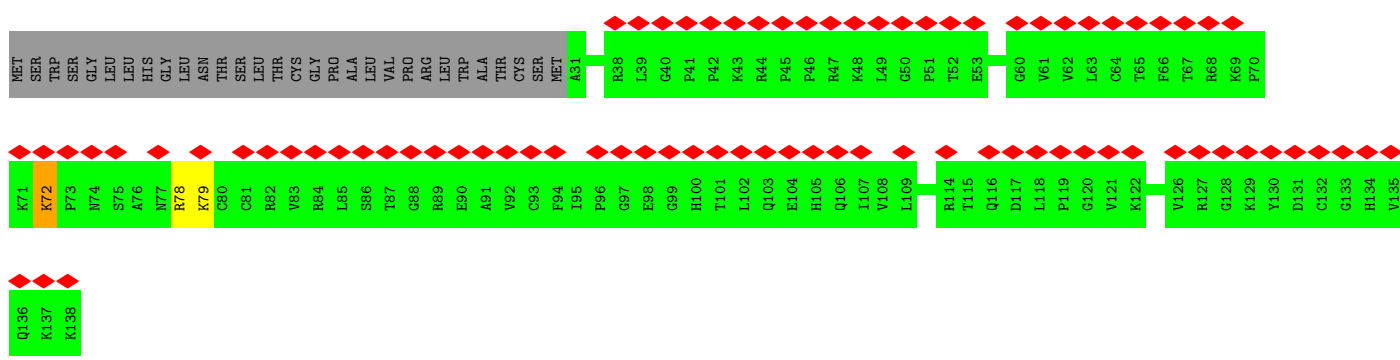 MET SER TRP SER GLY LEU LEU HIS GLY LEU ASN THR SER LEU THR CYS GLY PRO ALA LEU VAL PRO ARG LEU TRP ALA THR CYS SER MET A31 R38 L39 G40 P41 P42 K43 R44 P45 P46 R47 K48 L49 G50 P51 T52 E53 G60 V61 V62 L63 C64 T65 F66 T67 R68 K69 P70
K71 K72 P73 N74 S75 A76 N77 R78 K79 C80 C81 R82 V83 R84 L85 S86 T87 G88 R89 E90 A91 V92 C93 F94 I95 P96 G97 E98 G99 H100 T101 L102 Q103 E104 H105 Q106 I107 V108 L109 R114 T115 Q116 D117 L118 P119 G120 V121 K122 V126 R127 G128 K129 Y130 D131 C132 G133 H134 V135
Q136 K137 K138